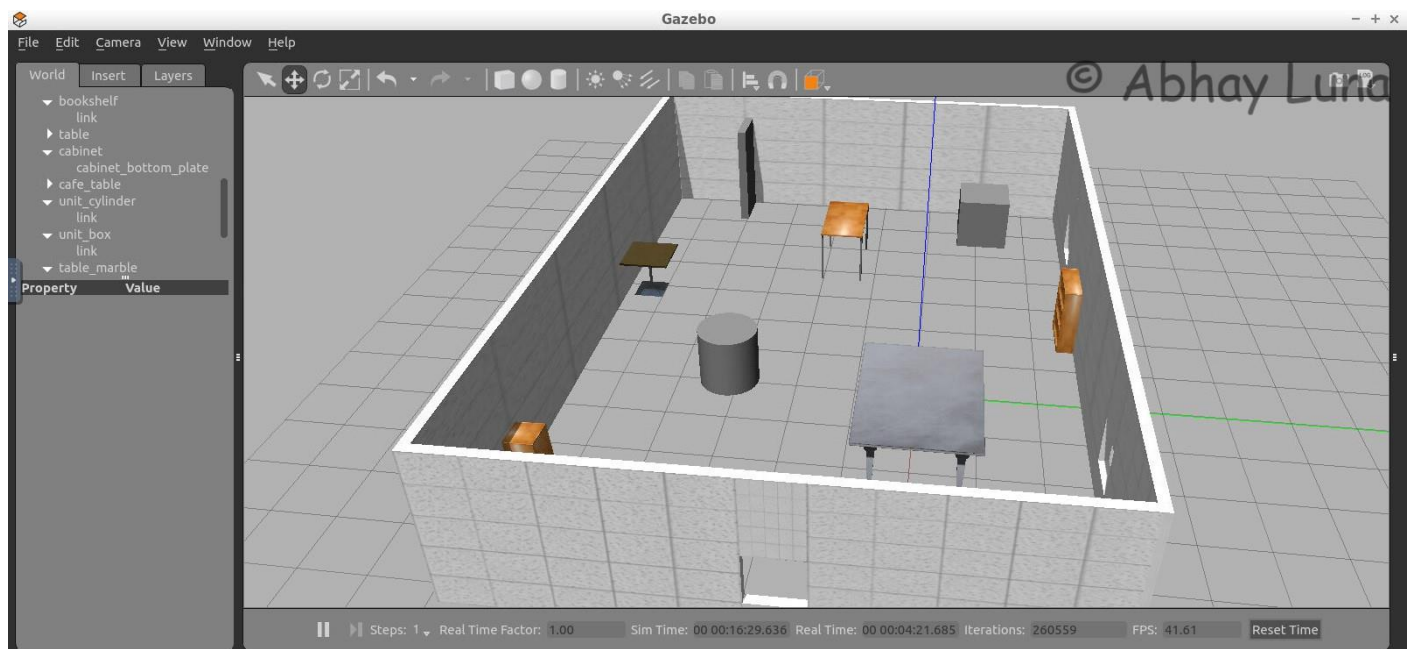 Gazebo
File Edit Camera View Window Help
World Insert Layers
© Abhay Luna
LOG
bookshelf
link
table
cabinet
cabinet_bottom_plate
cafe_table
unit_cylinder
link
unit_box
link
table_marble
Property Value
Steps: 1 Real Time Factor: 1.00 Sim Time: 00 00:16:29.636 Real Time: 00 00:04:21.685 Iterations: 260559 FPS: 41.61 Reset Time